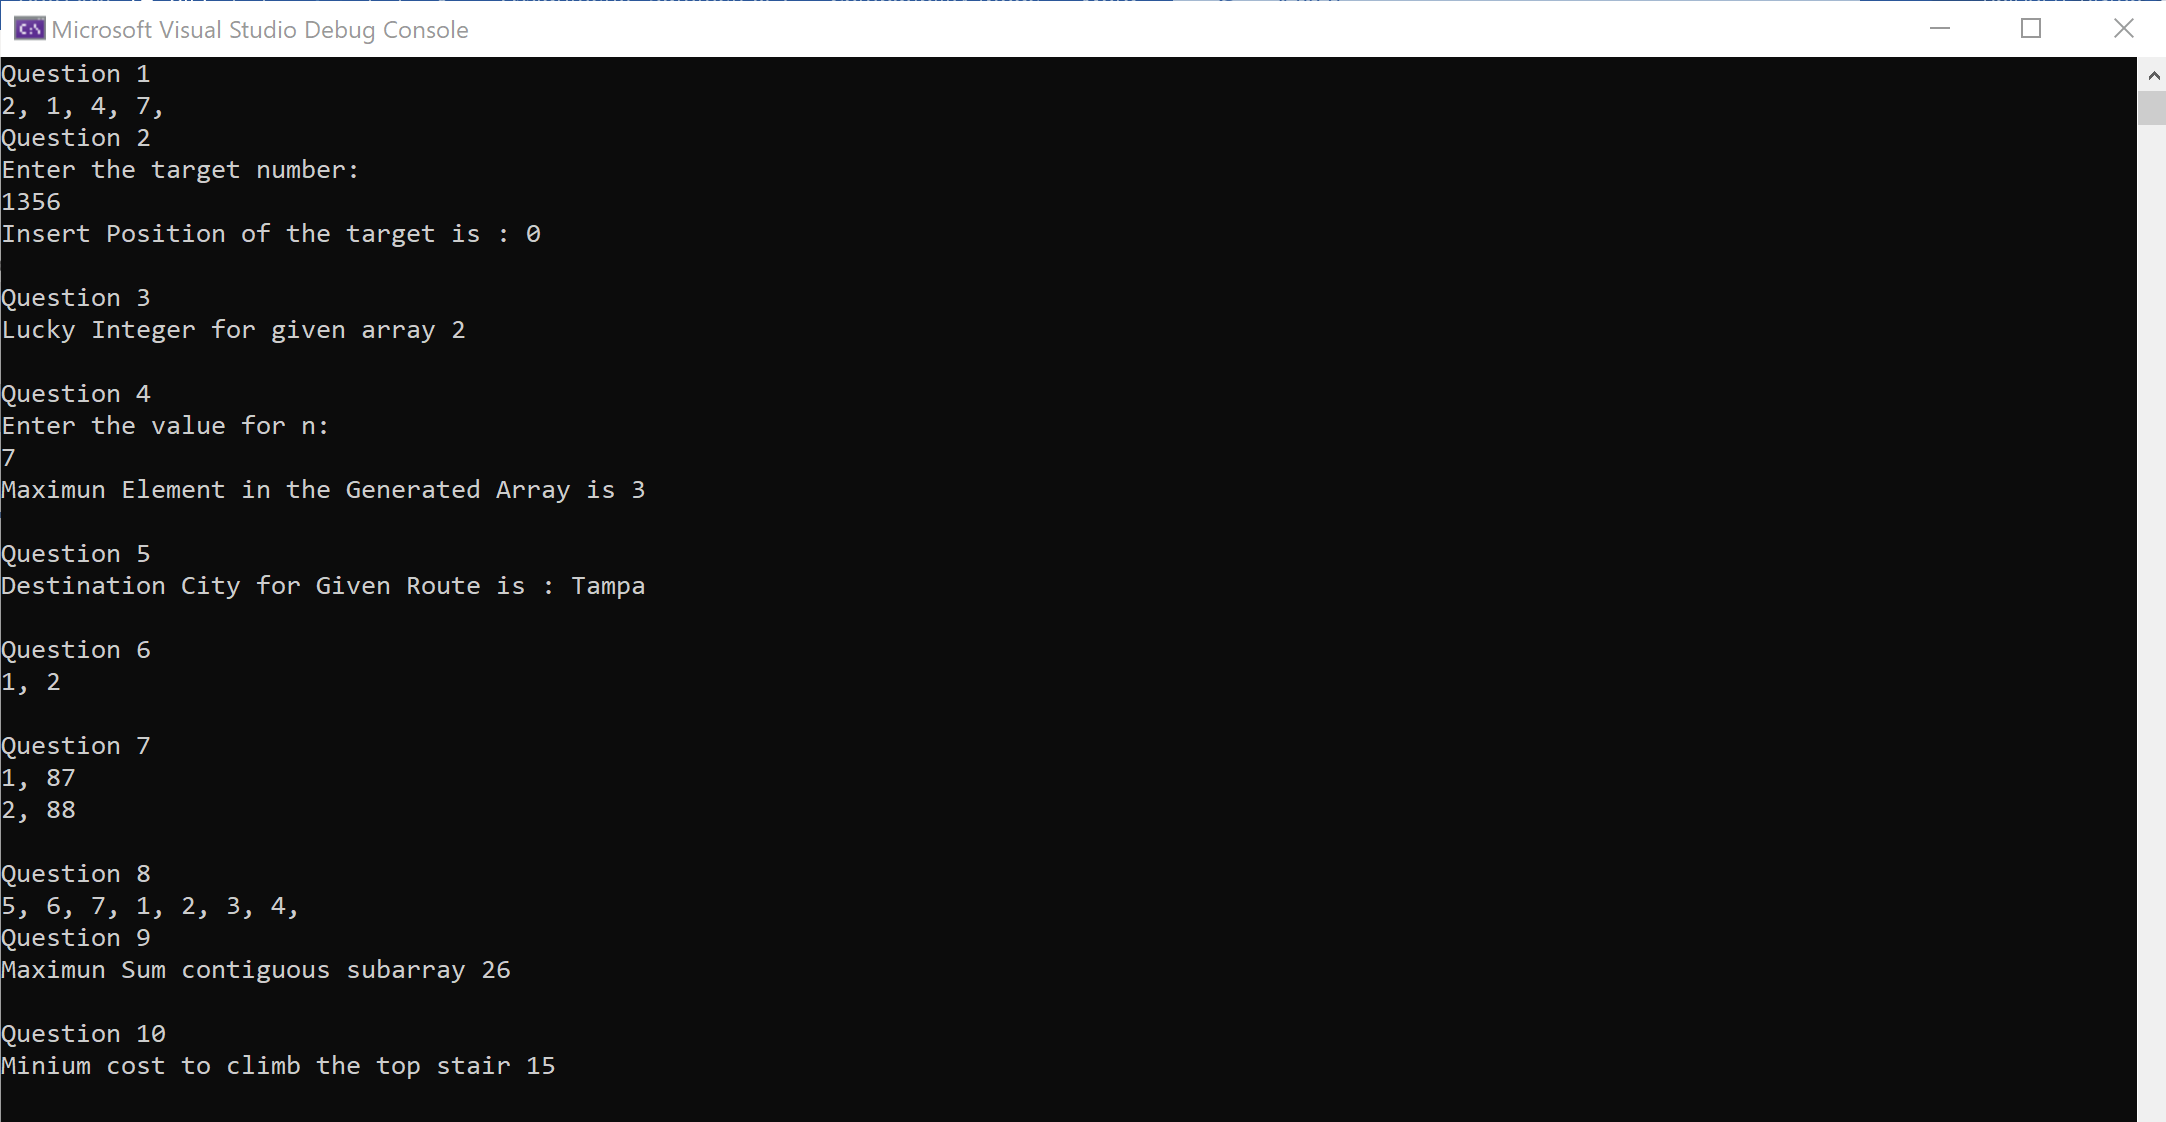 Microsoft Visual Studio Debug Console
Question 1
2, 1, 4, 7,
Question 2
Enter the target number:
1356
Insert Position of the target is : 0
Question 3
Lucky Integer for given array 2
Question 4
Enter the value for n:
7
Maximun Element in the Generated Array is 3
Question 5
Destination City for Given Route is : Tampa
Question 6
1, 2
Question 7
1, 87
2, 88
Question 8
5, 6, 7, 1, 2, 3, 4,
Question 9
Maximun Sum contiguous subarray 26
Question 10
Minium cost to climb the top stair 15